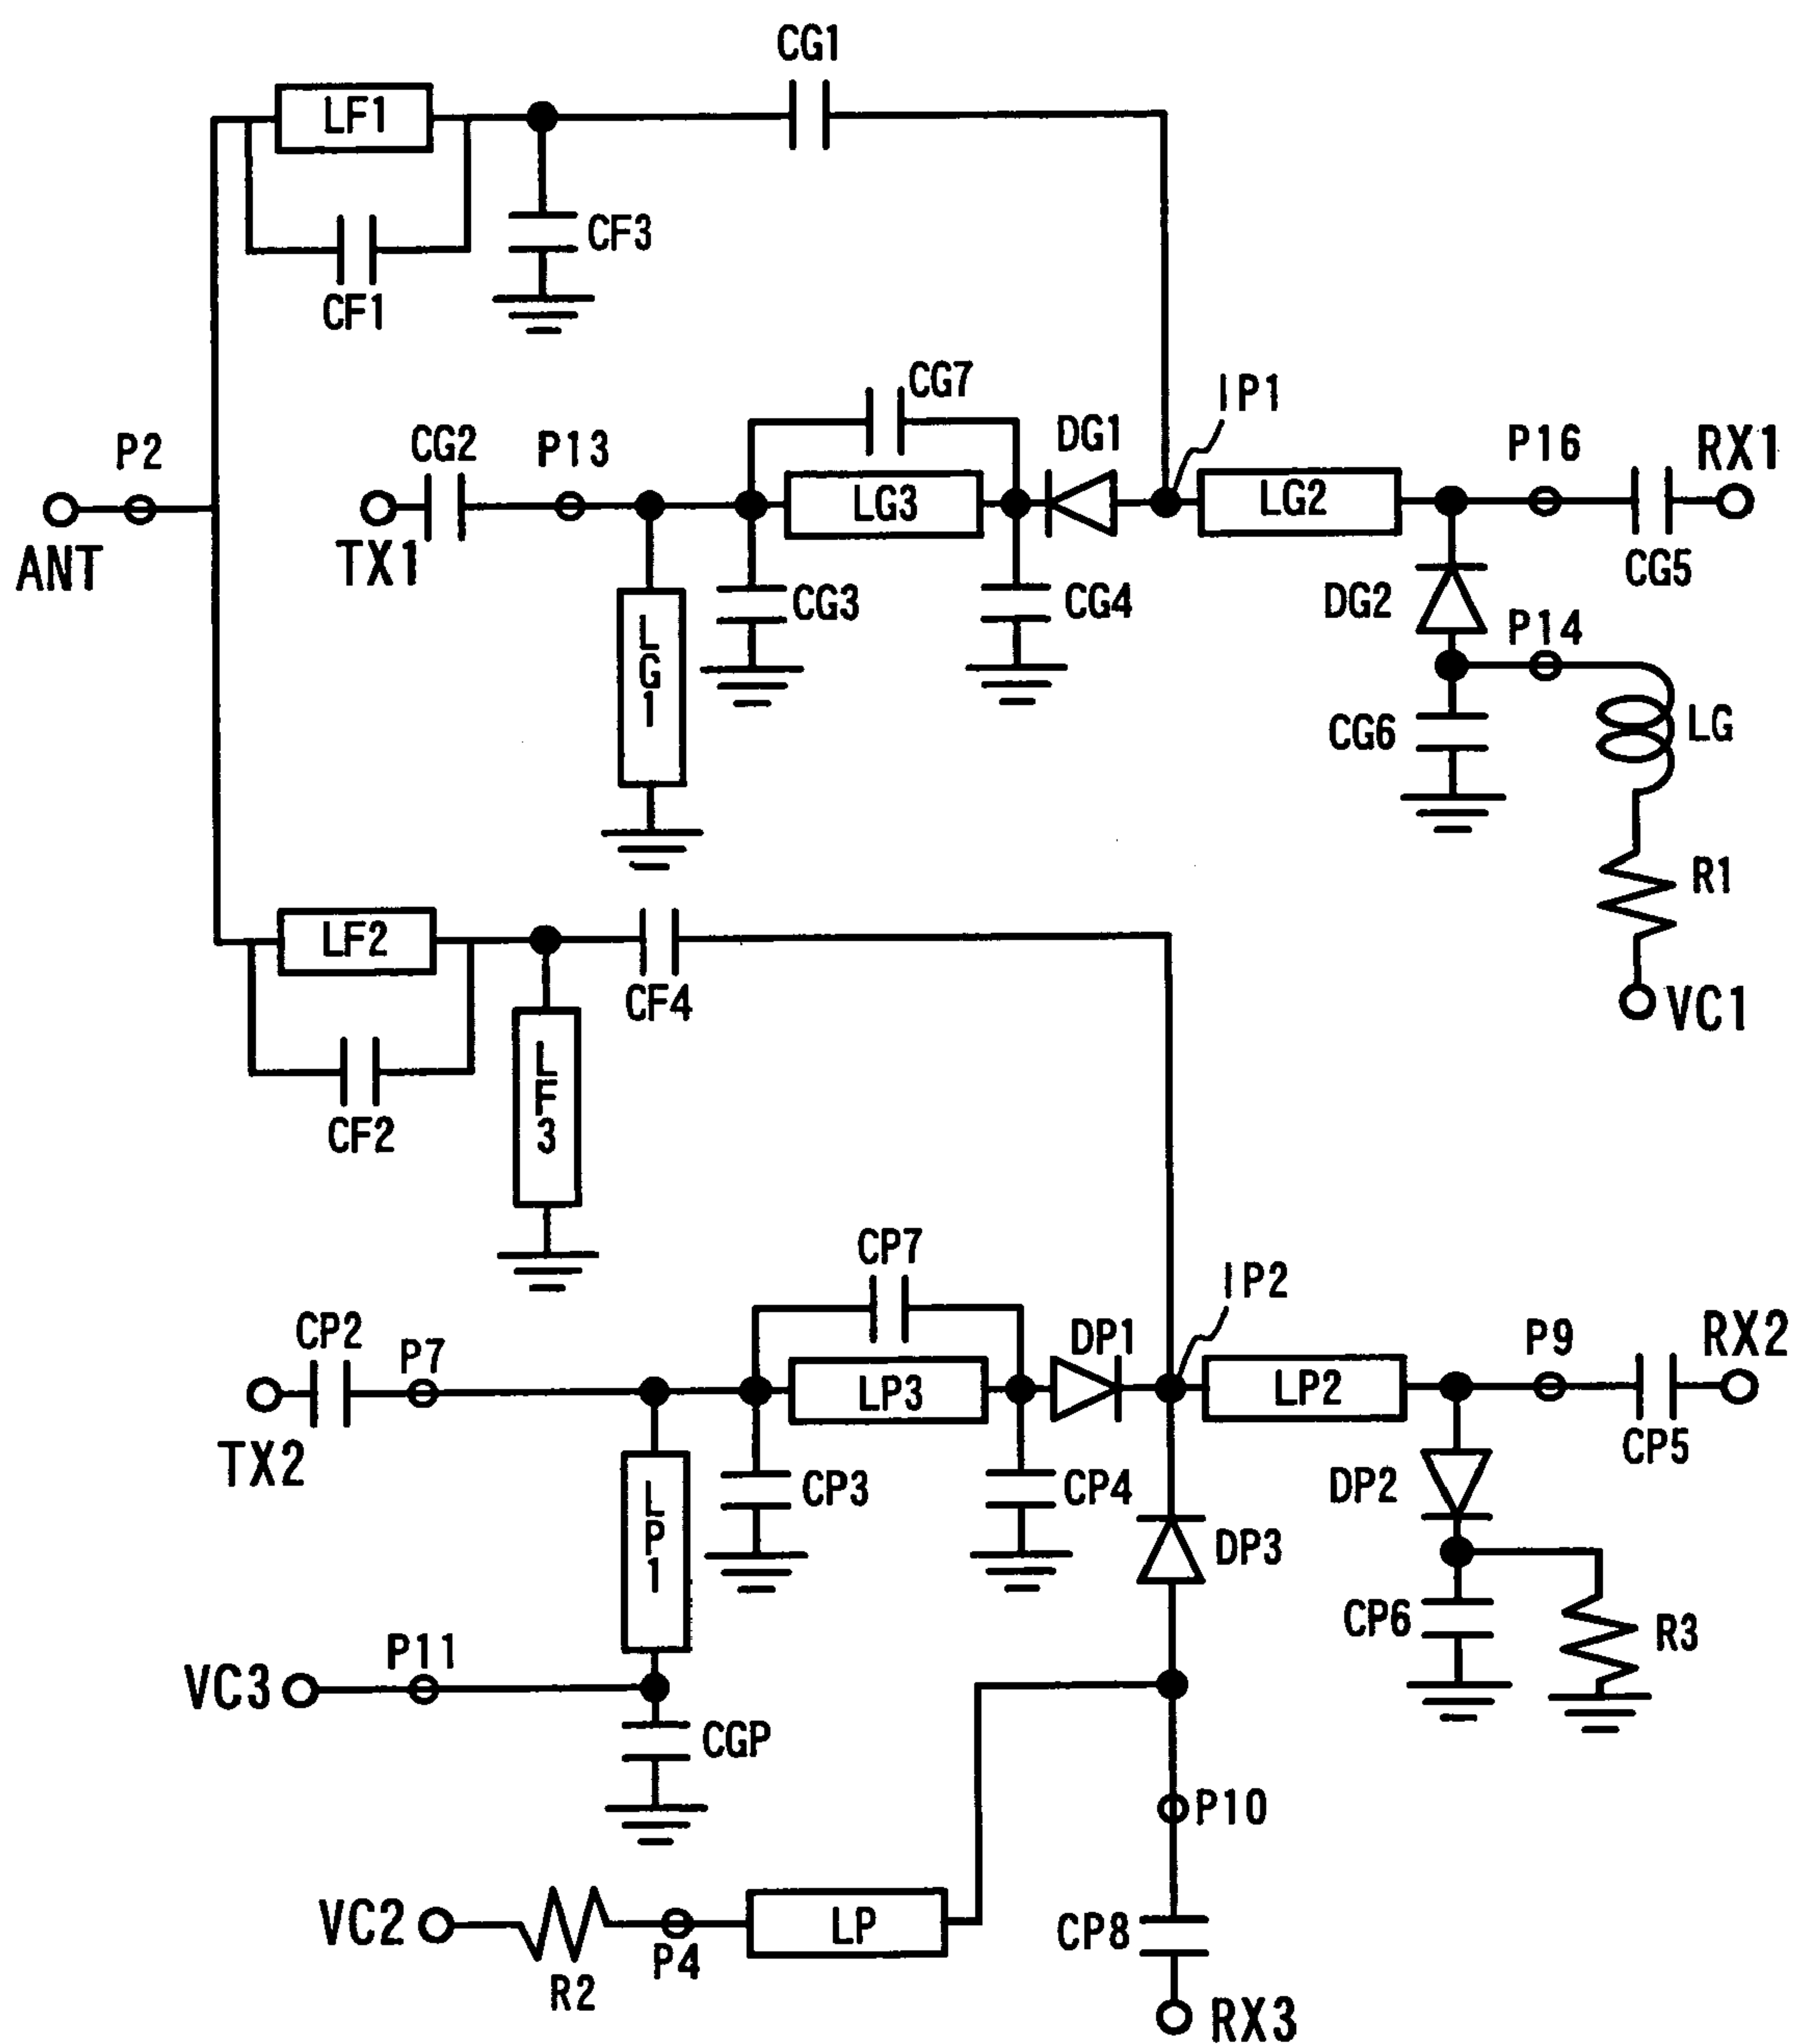 CG1
LF1
CF3
CF1
CG7
IP1
DG1
P2
CG2
P13
P16
RX1
LG3
LG2
ANT
TX1
CG5
DG2
CG3
CG4
P14
LG1
CG6
LG
R1
LF2
CF4
VC1
LF3
CF2
CP7
IP2
CP2
P7
DP1
P9
RX2
LP3
LP2
TX2
CP5
CP3
CP4
DP2
LP1
DP3
CP6
R3
P11
VC3
CGP
P10
VC2
LP
CP8
P4
R2
RX3